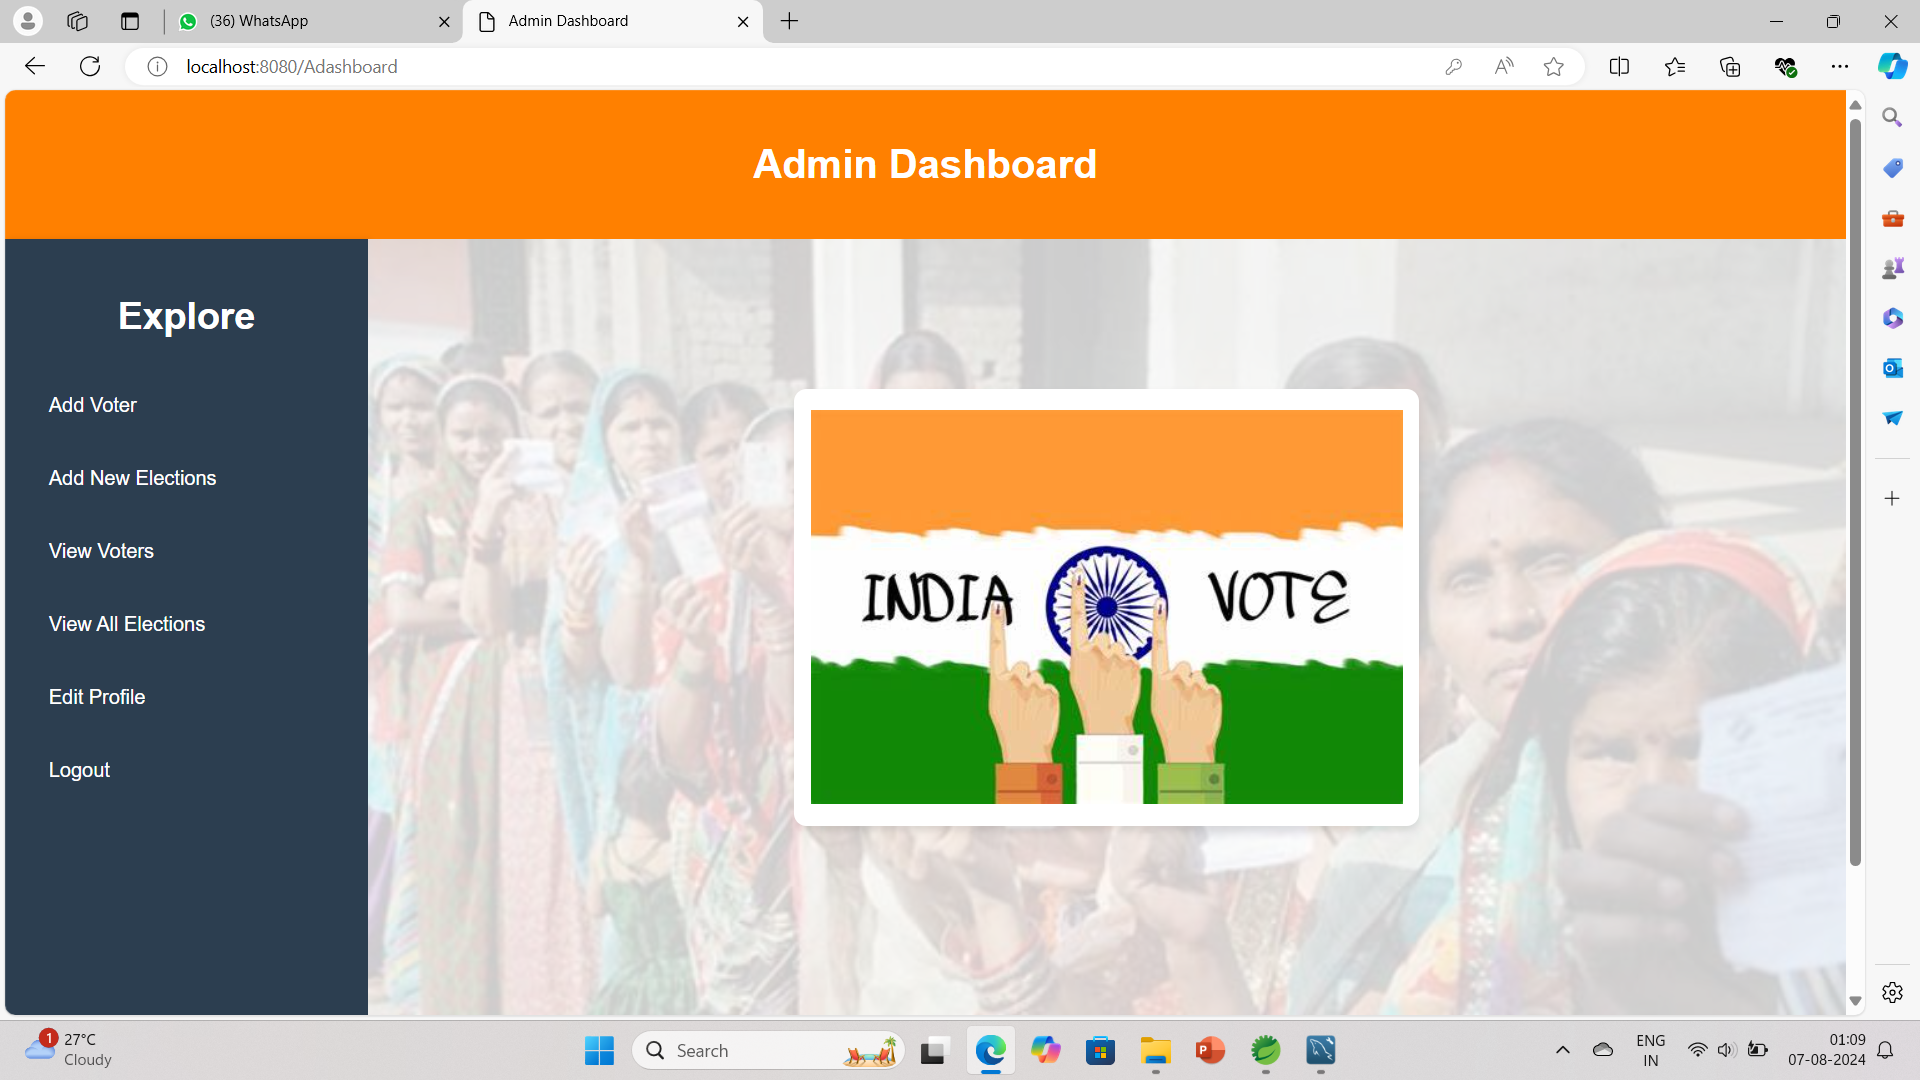 (36) WhatsApp
Admin Dashboard
localhost:8080/Adashboard
Admin Dashboard
Explore
Add Voter
Add New Elections
View Voters
View All Elections
Edit Profile
Logout
INDIA VOTE
1
27°C
Cloudy
Search
ENG
IN
01:09
07-08-2024